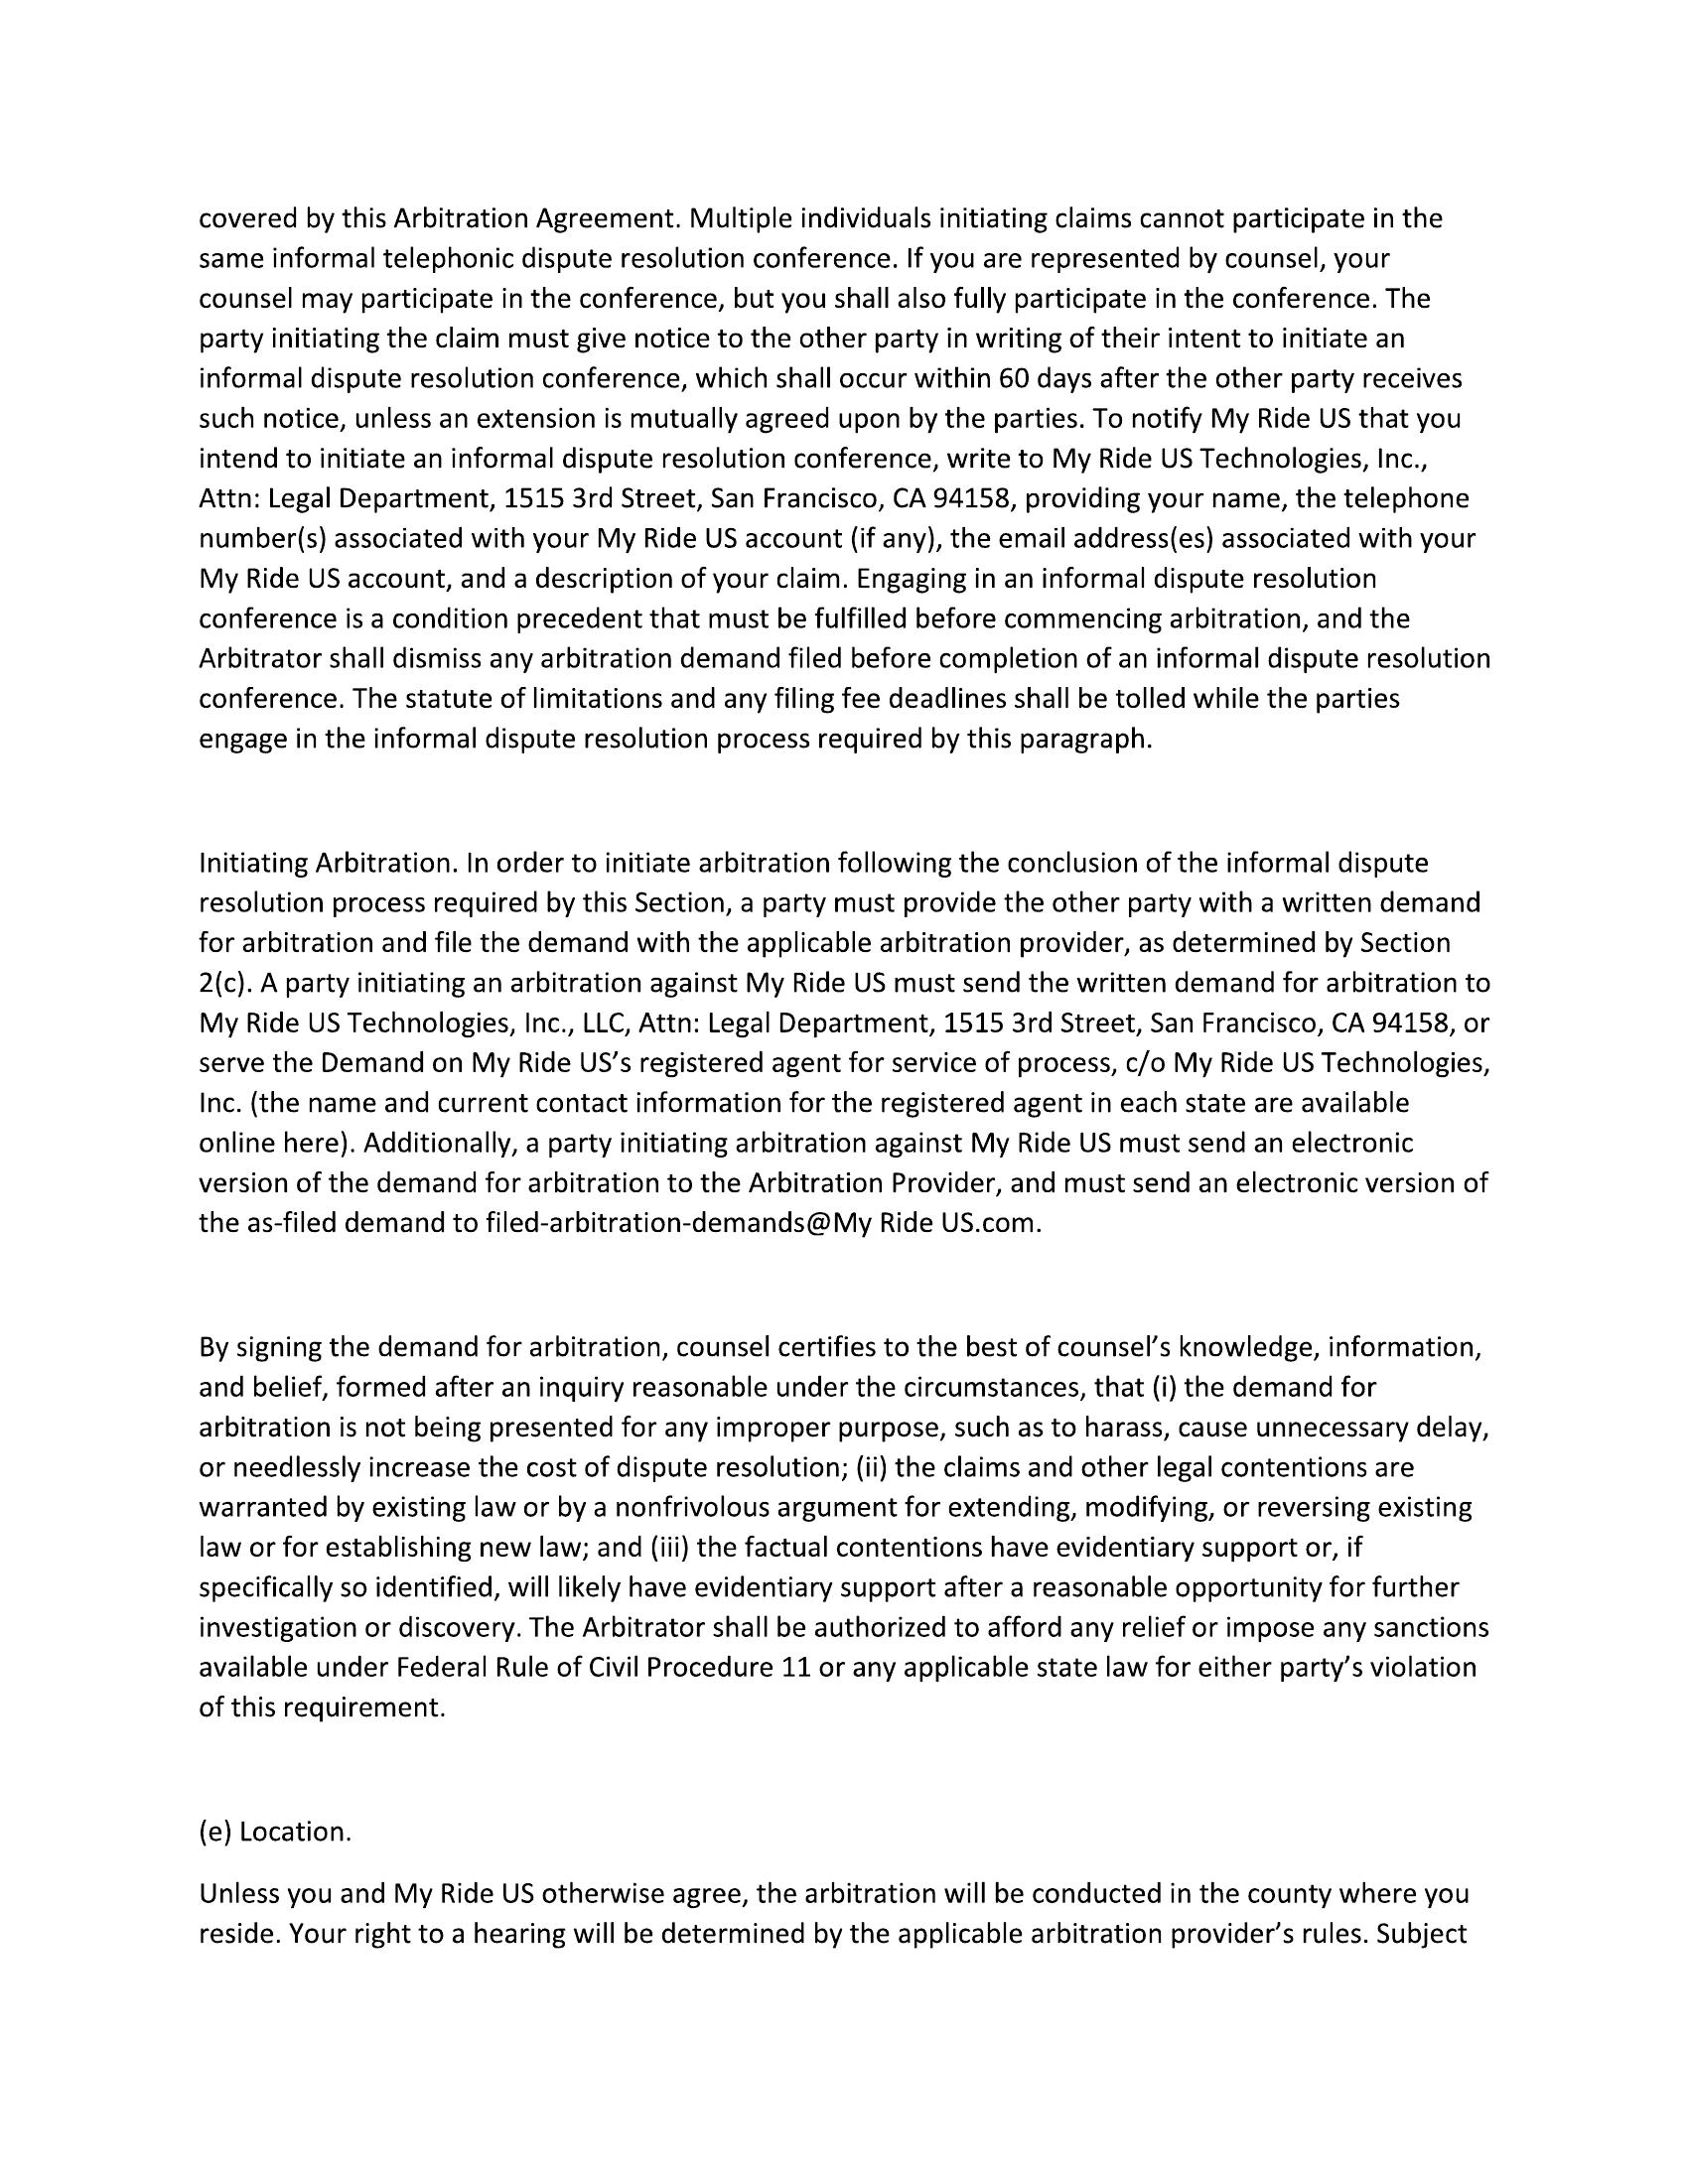 covered by this Arbitration Agreement. Multiple individuals initiating claims cannot participate in the
same informal telephonic dispute resolution conference. If you are represented by counsel, your
counsel may participate in the conference, but you shall also fully participate in the conference. The
party initiating the claim must give notice to the other party in writing of their intent to initiate an
informal dispute resolution conference, which shall occur within 60 days after the other party receives
such notice, unless an extension is mutually agreed upon by the parties. To notify My Ride US that you
intend to initiate an informal dispute resolution conference, write to My Ride US Technologies, Inc.,
Attn: Legal Department, 1515 3rd Street, San Francisco, CA 94158, providing your name, the telephone
number(s) associated with your My Ride US account (if any), the email address(es) associated with your
My Ride US account, and a description of your claim. Engaging in an informal dispute resolution
conference is a condition precedent that must be fulfilled before commencing arbitration, and the
Arbitrator shall dismiss any arbitration demand filed before completion of an informal dispute resolution
conference. The statute of limitations and any filing fee deadlines shall be tolled while the parties
engage in the informal dispute resolution process required by this paragraph.
Initiating Arbitration. In order to initiate arbitration following the conclusion of the informal dispute
resolution process required by this Section, a party must provide the other party with a written demand
for arbitration and file the demand with the applicable arbitration provider, as determined by Section
2(c). A party initiating an arbitration against My Ride US must send the written demand for arbitration to
My Ride US Technologies, Inc., LLC, Attn: Legal Department, 1515 3rd Street, San Francisco, CA 94158, or
serve the Demand on My Ride US’s registered agent for service of process, c/o My Ride US Technologies,
Inc. (the name and current contact information for the registered agent in each state are available
online here). Additionally, a party initiating arbitration against My Ride US must send an electronic
version of the demand for arbitration to the Arbitration Provider, and must send an electronic version of
the as-filed demand to filed-arbitration-demands@My Ride US.com.
By signing the demand for arbitration, counsel certifies to the best of counsel’s knowledge, information,
and belief, formed after an inquiry reasonable under the circumstances, that (i) the demand for
arbitration is not being presented for any improper purpose, such as to harass, cause unnecessary delay,
or needlessly increase the cost of dispute resolution; (ii) the claims and other legal contentions are
warranted by existing law or by a nonfrivolous argument for extending, modifying, or reversing existing
law or for establishing new law; and (iii) the factual contentions have evidentiary support or, if
specifically so identified, will likely have evidentiary support after a reasonable opportunity for further
investigation or discovery. The Arbitrator shall be authorized to afford any relief or impose any sanctions
available under Federal Rule of Civil Procedure 11 or any applicable state law for either party’s violation
of this requirement.
(e) Location.
Unless you and My Ride US otherwise agree, the arbitration will be conducted in the county where you
reside. Your right to a hearing will be determined by the applicable arbitration provider’s rules. Subject